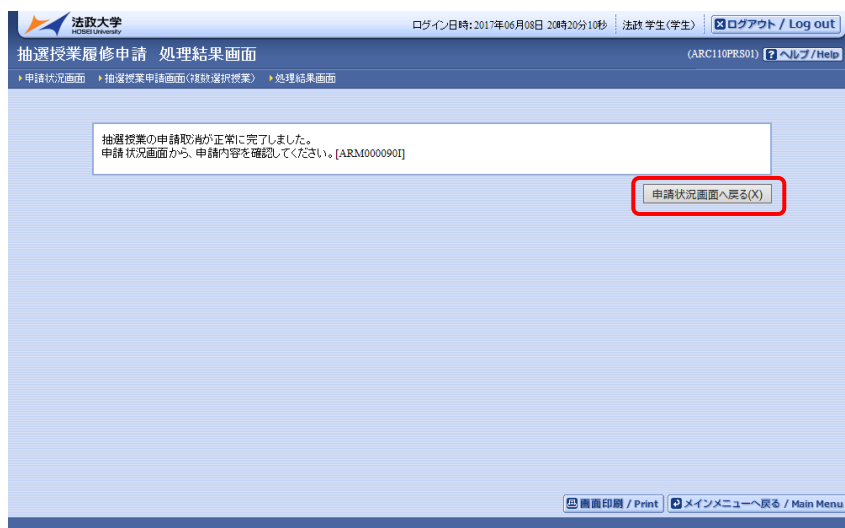 法政大学
HOSEI University
ログイン日時:2017年06月08日 20時20分10秒 法政 学生(学生) ログアウト / Log out
抽選授業履修申請 処理結果画面
(ARC110PRS01) ? ヘルプ/Help
申請状況画面 抽選授業申請画面(複数選択授業) 処理結果画面
抽選授業の申請取消が正常に完了しました。
申請状況画面から、申請内容を確認してください。[ARM000090I]
申請状況画面へ戻る(X)
画面印刷 / Print メインメニューへ戻る / Main Menu